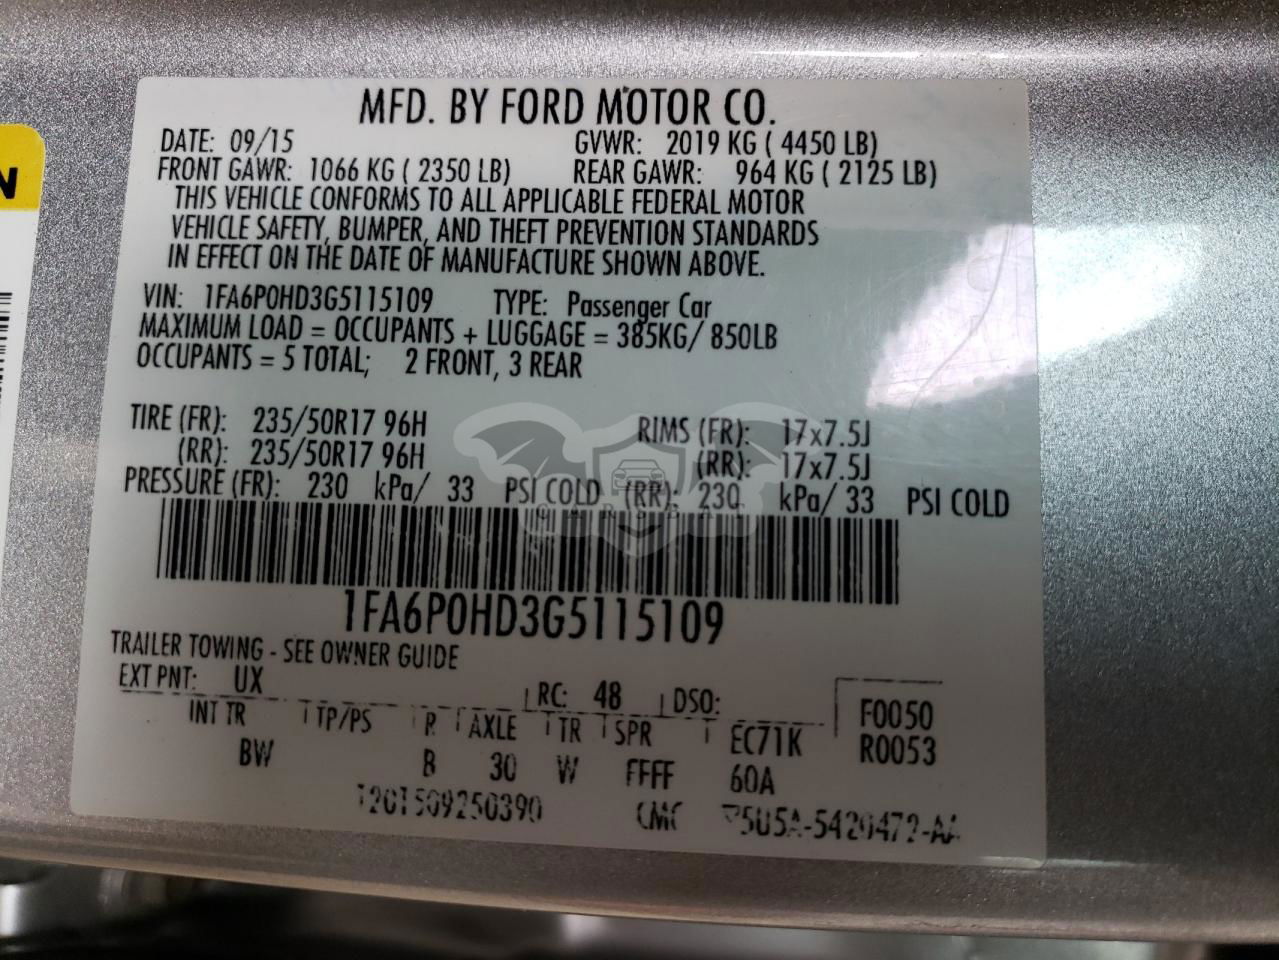 MFD. BY FORD MOTOR CO.
DATE: 09/15 GVWR: 2019 KG ( 4450 LB)
FRONT GAWR: 1066 KG ( 2350 LB) REAR GAWR: 964 KG ( 2125 LB)
THIS VEHICLE CONFORMS TO ALL APPLICABLE FEDERAL MOTOR
VEHICLE SAFETY, BUMPER, AND THEFT PREVENTION STANDARDS
IN EFFECT ON THE DATE OF MANUFACTURE SHOWN ABOVE.
VIN: 1FA6P0HD3G5115109 TYPE: Passenger Car
MAXIMUM LOAD = OCCUPANTS + LUGGAGE = 385KG/ 850LB
OCCUPANTS = 5 TOTAL; 2 FRONT, 3 REAR
TIRE (FR): 235/50R17 96H RIMS (FR): 17x7.5J
(RR): 235/50R17 96H (RR): 17x7.5J
PRESSURE (FR): 230 kPa/ 33 PSI COLD (RR): 230 kPa/ 33 PSI COLD
1FA6P0HD3G5115109
TRAILER TOWING - SEE OWNER GUIDE
EXT PNT: UX RC: 48 DSO:
F0050
INT TR TP/PS R AXLE TR SPR EC71K R0053
BW B 30 W FFFF 60A
N